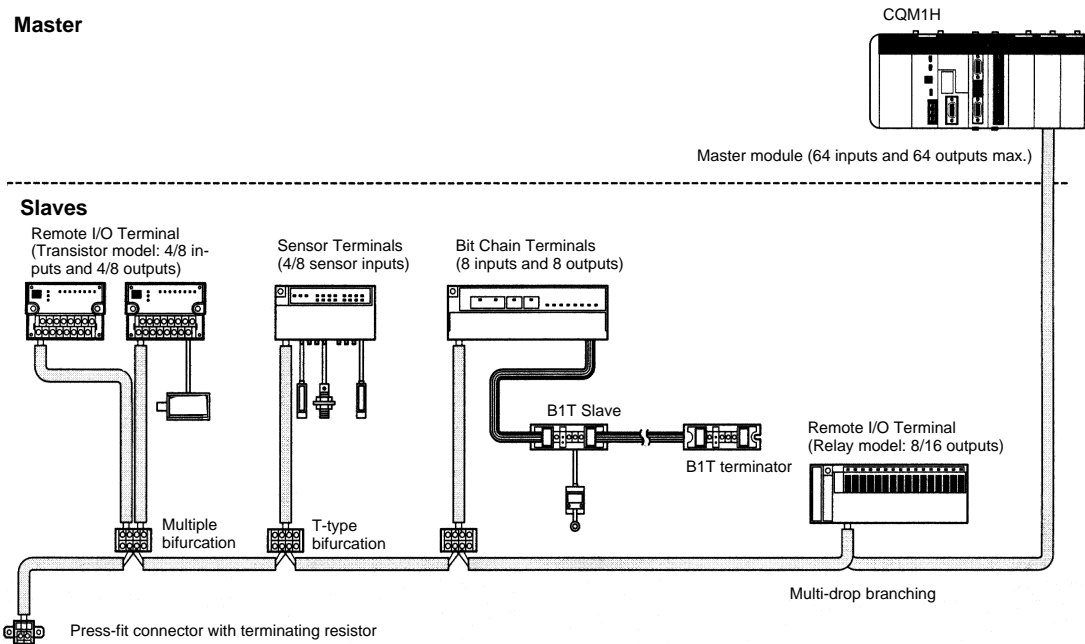 Master
CQM1H
Master module (64 inputs and 64 outputs max.)
Slaves
Remote I/O Terminal
(Transistor model: 4/8 in-
puts and 4/8 outputs)
Sensor Terminals
(4/8 sensor inputs)
Bit Chain Terminals
(8 inputs and 8 outputs)
B1T Slave
B1T terminator
Remote I/O Terminal
(Relay model: 8/16 outputs)
Multiple
bifurcation
T-type
bifurcation
Multi-drop branching
Press-fit connector with terminating resistor